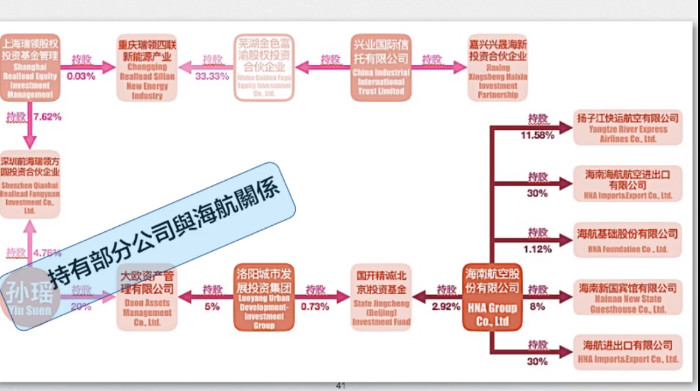 上海瑞领股权
投资基金管理
Shanghai
Reallead Equity
Investment
Management
持股
0.03%
重庆瑞领四联
新能源产业
Chongqing
Reallead Silian
New Energy
Industry
持股
33.33%
芜湖金色富
渝股权投资
合伙企业
持股
兴业国际信
托有限公司
China Industrial
International
Trust Limited
持股
嘉兴兴晟海新
投资合伙企业
Jiaxing
Xingsheng Haixin
Investment
Partnership
持股
7.62%
深圳前海瑞领方
圆投资合伙企业
Shenzhen Qianhai
Reallead Fangyuan
Investment Co.,
Ltd.
持股
4.76%
孙瑶
Yiu Suen
持股
20%
持有部分公司與海航關係
大欧资产管
理有限公司
Duoo Assets
Management
Co., Ltd.
持股
5%
洛阳城市发
展投资集团
Luoyang Urban
Development-
Investment
Group
持股
0.73%
国开精诚(北
京)投资基金
State Jingcheng
(Beijing)
Investment Fund
持股
2.92%
海南航空股
份有限公司
HNA Group
Co., Ltd
持股
11.58%
扬子江快运航空有限公司
Yangtze River Express
Airlines Co., Ltd.
持股
30%
海南海航航空进出口
有限公司
HNA Import&Export Co., Ltd.
持股
1.12%
海航基础股份有限公司
HNA Foundation Co., Ltd.
持股
8%
海南新国宾馆有限公司
Hainan New State
Guesthouse Co., Ltd.
持股
30%
海航进出口有限公司
HNA Import&Export Co., Ltd.
41